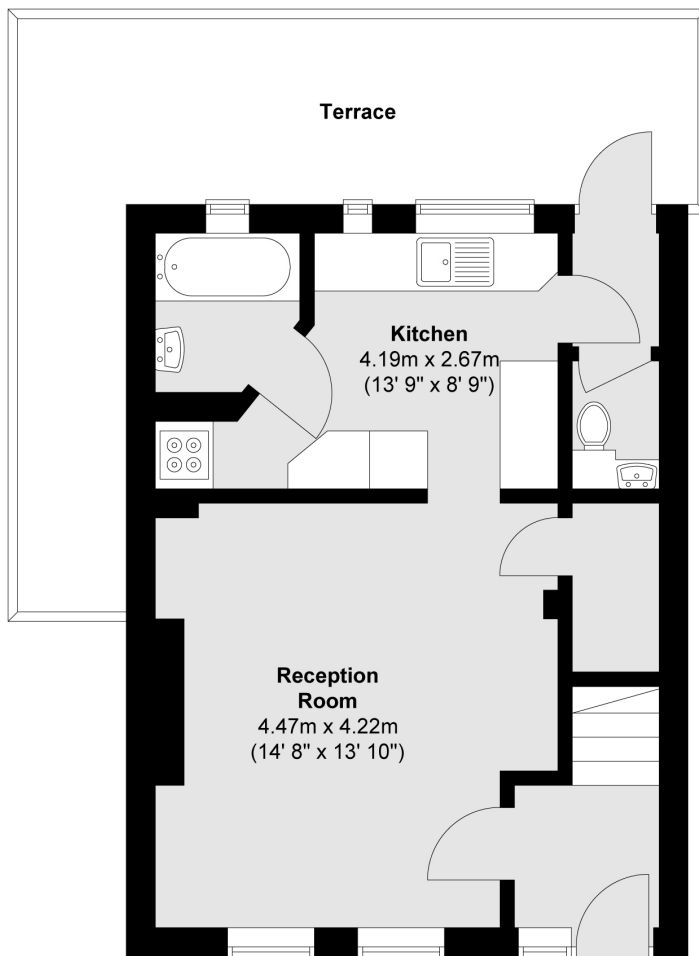 Terrace
Kitchen
4.19m x 2.67m
(13' 9" x 8' 9")
Reception
Room
4.47m x 4.22m
(14' 8" x 13' 10")